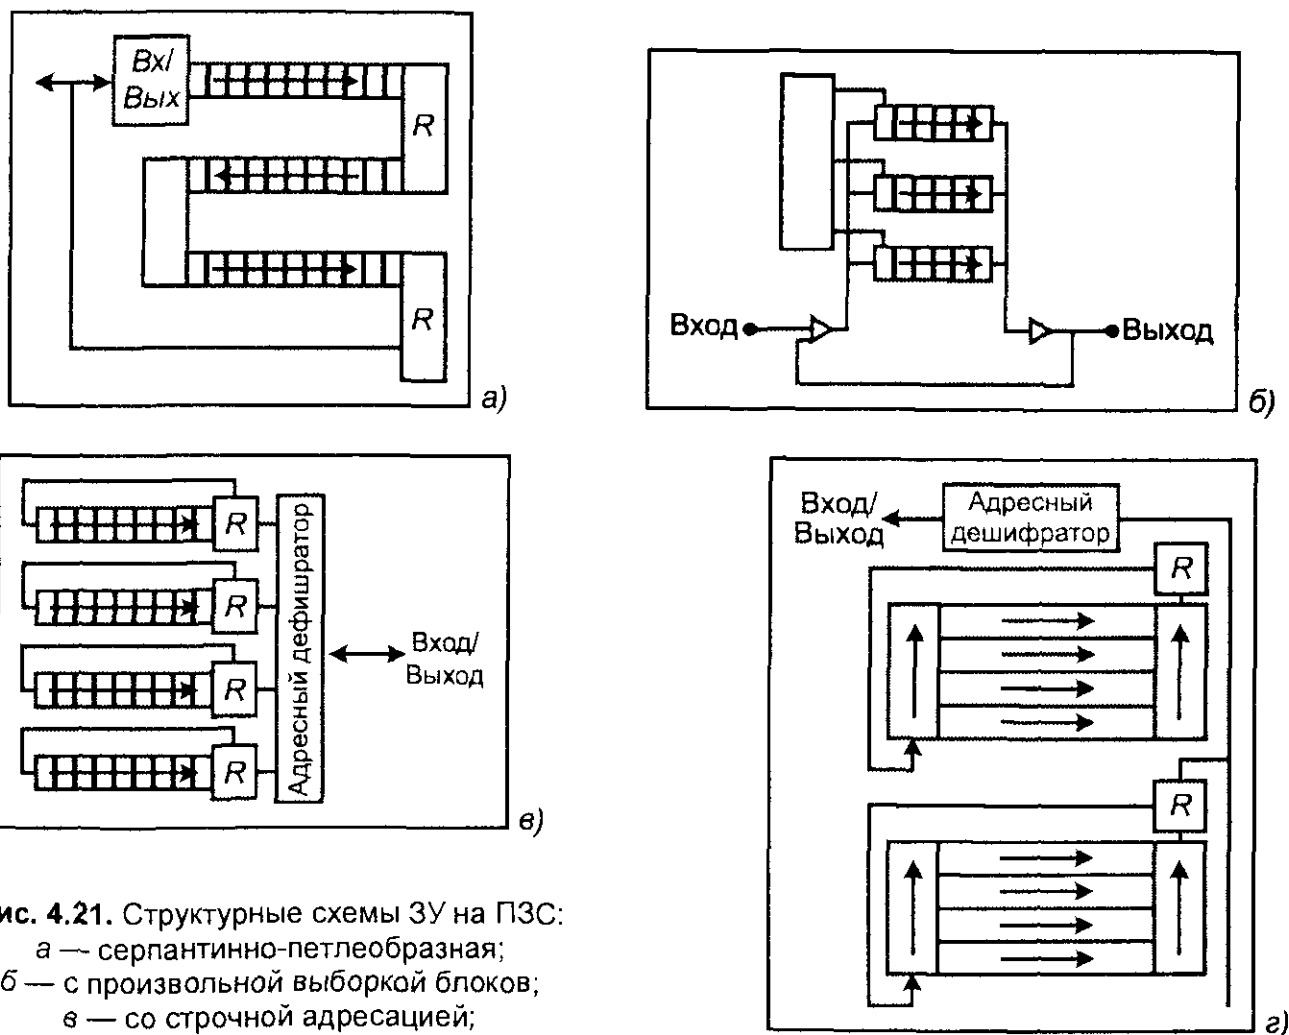 Вх/
Вых
R
R
а)
Вход
Выход
б)
R
R
R
R
Адресный дефишратор
Вход/
Выход
в)
Вход/
Выход
Адресный
дешифратор
R
R
г)
ис. 4.21. Структурные схемы ЗУ на ПЗС:
а — серпантинно-петлеобразная;
б — с произвольной выборкой блоков;
в — со строчной адресацией;